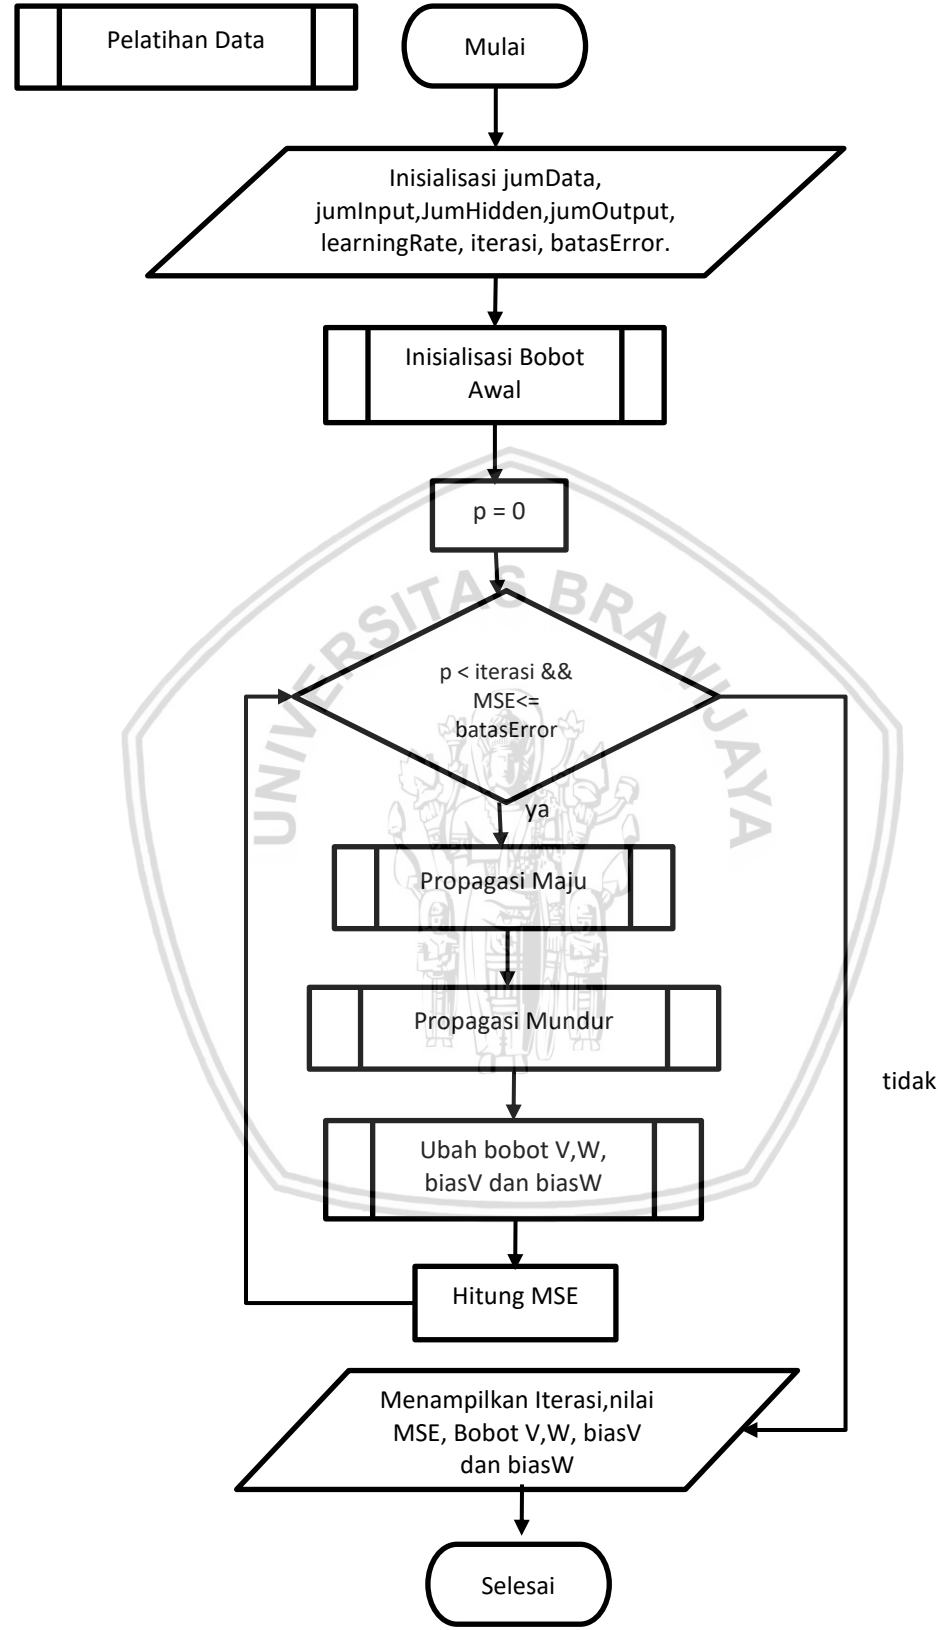 Pelatihan Data
Mulai
Inisialisasi jumData,
jumInput,JumHidden,jumOutput,
learningRate, iterasi, batasError.
Inisialisasi Bobot
Awal
p = 0
UNIVERSITAS BRAWIJAYA
p < iterasi &&
MSE<=
batasError
ya
Propagasi Maju
Propagasi Mundur
tidak
Ubah bobot V,W,
biasV dan biasW
Hitung MSE
Menampilkan Iterasi,nilai
MSE, Bobot V,W, biasV
dan biasW
Selesai